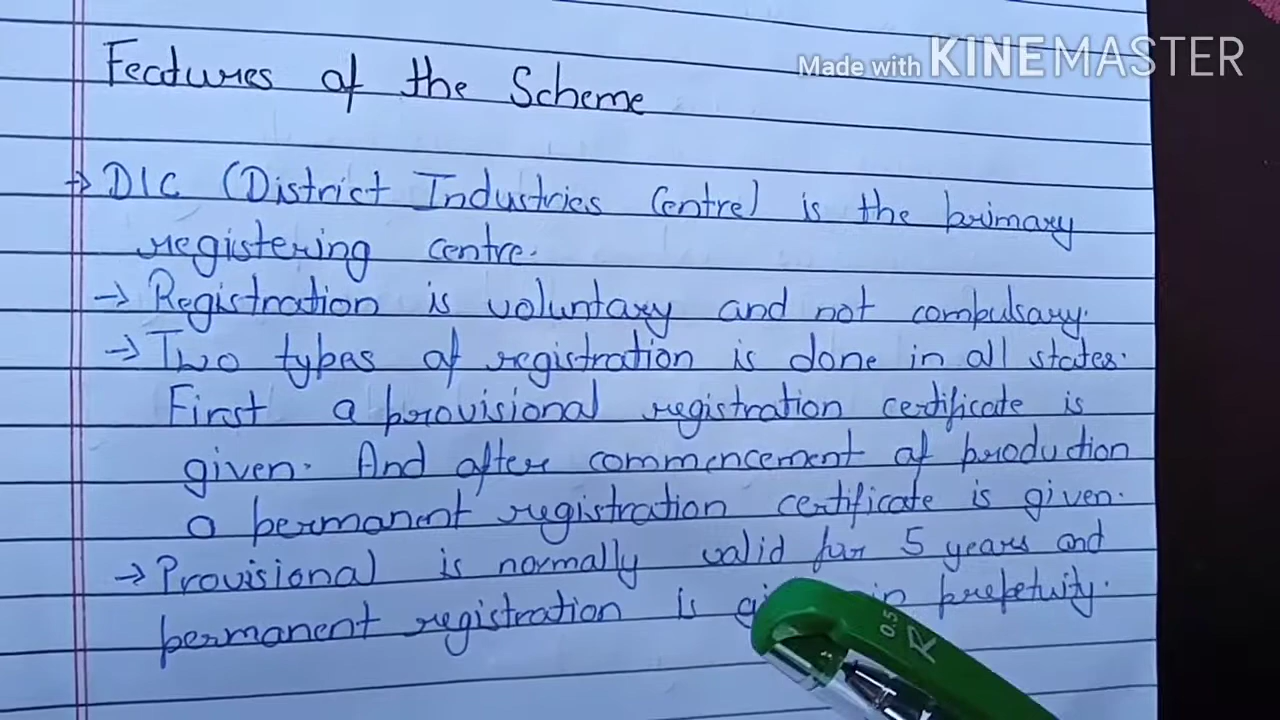 Made with KINEMASTER
Features of the Scheme
→ DIC (District Industries Centre) is the primary
registering centre.
→ Registration is voluntary and not compulsary.
→ Two types of registration is done in all states.
First a provisional registration certificate is
given. And after commencement of production
a permanent registration certificate is given.
→ Provisional is normally valid for 5 years and
permanent registration is in prepetuity.
0.5 R